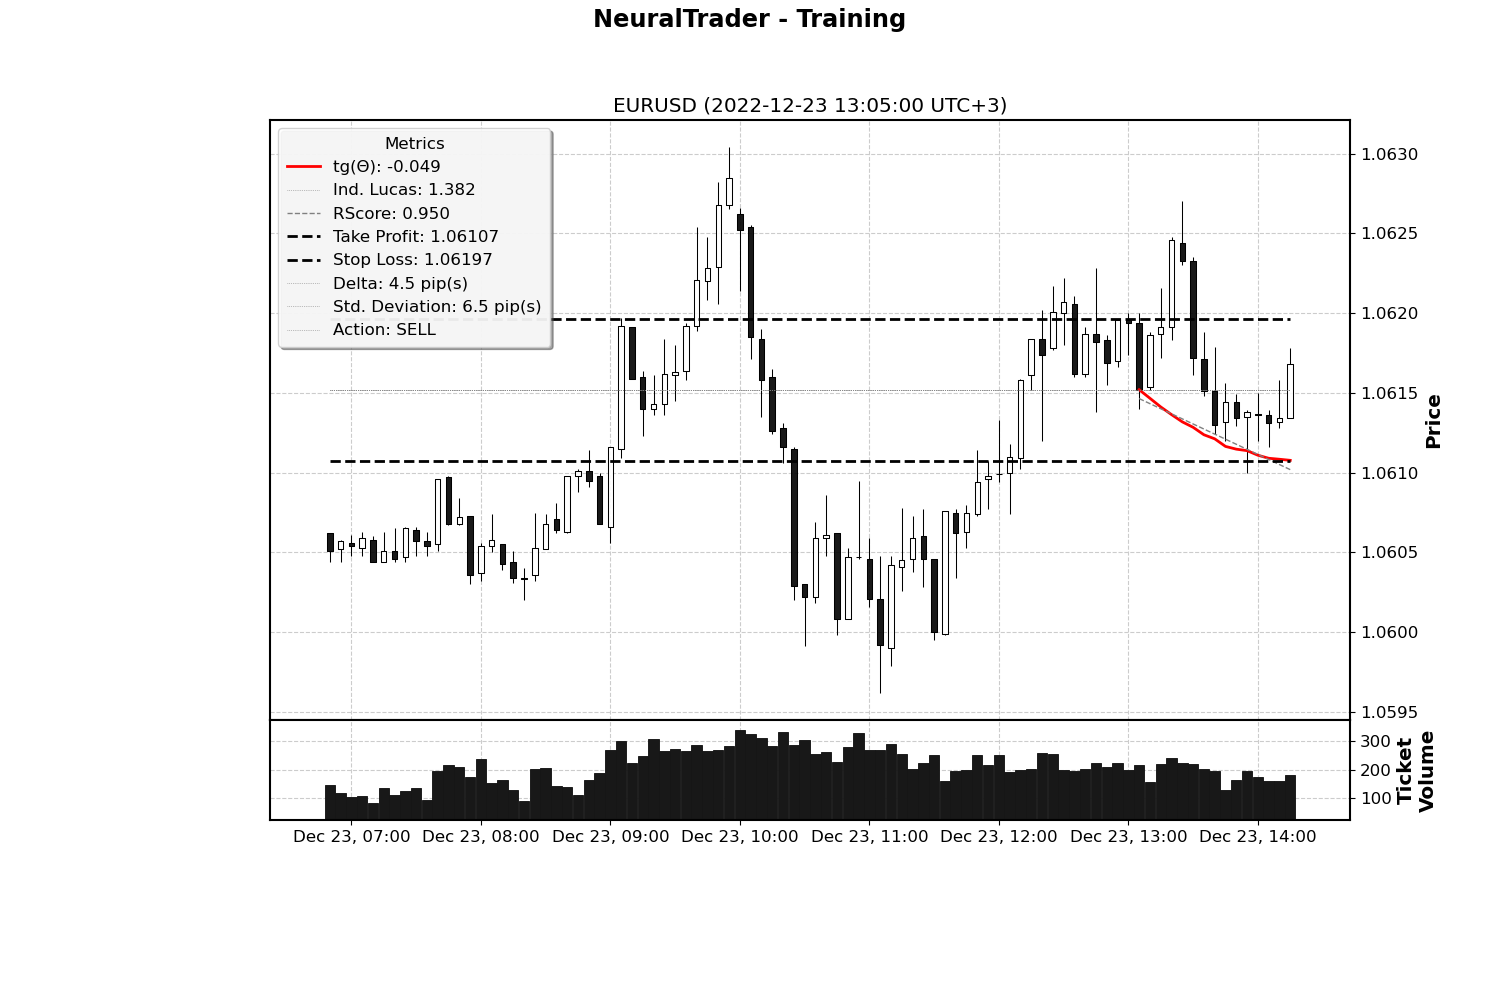 NeuralTrader - Training
EURUSD (2022-12-23 13:05:00 UTC+3)
Metrics
tg(Θ): -0.049
Ind. Lucas: 1.382
RScore: 0.950
Take Profit: 1.06107
Stop Loss: 1.06197
Delta: 4.5 pip(s)
Std. Deviation: 6.5 pip(s)
Action: SELL
1.0630
1.0625
1.0620
1.0615
1.0610
1.0605
1.0600
1.0595
Price
300
200
100
Ticket
Volume
Dec 23, 07:00
Dec 23, 08:00
Dec 23, 09:00
Dec 23, 10:00
Dec 23, 11:00
Dec 23, 12:00
Dec 23, 13:00
Dec 23, 14:00